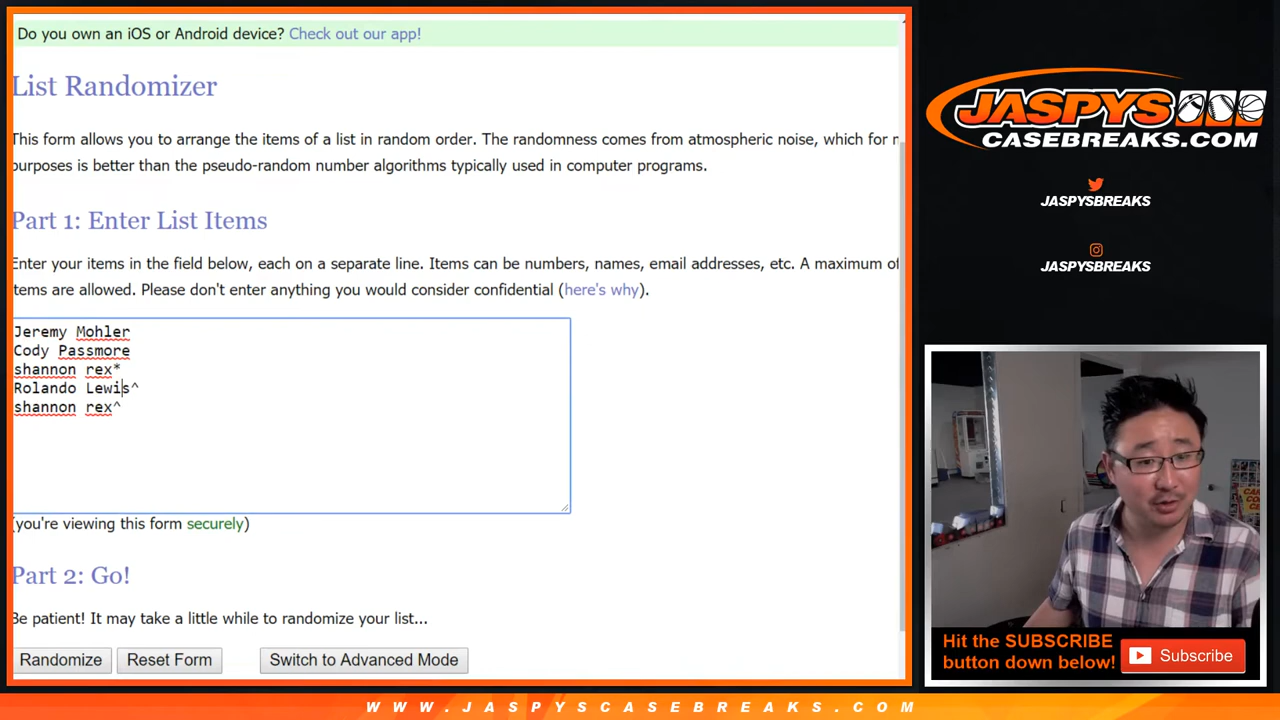 Do you own an iOS or Android device? Check out our app!
List Randomizer
This form allows you to arrange the items of a list in random order. The randomness comes from atmospheric noise, which for
purposes is better than the pseudo-random number algorithms typically used in computer programs.
Part 1: Enter List Items
Enter your items in the field below, each on a separate line. Items can be numbers, names, email addresses, etc. A maximum of
items are allowed. Please don't enter anything you would consider confidential (here's why).
Jeremy Mohler
Cody Passmore
shannon rex*
Rolando Lewis^
shannon rex^
(you're viewing this form securely)
Part 2: Go!
Be patient! It may take a little while to randomize your list...
Randomize Reset Form Switch to Advanced Mode
JASPYS
CASEBREAKS.COM
JASPYSBREAKS
JASPYSBREAKS
Hit the SUBSCRIBE
button down below!
Subscribe
WWW.JASPYSCASEBREAKS.COM